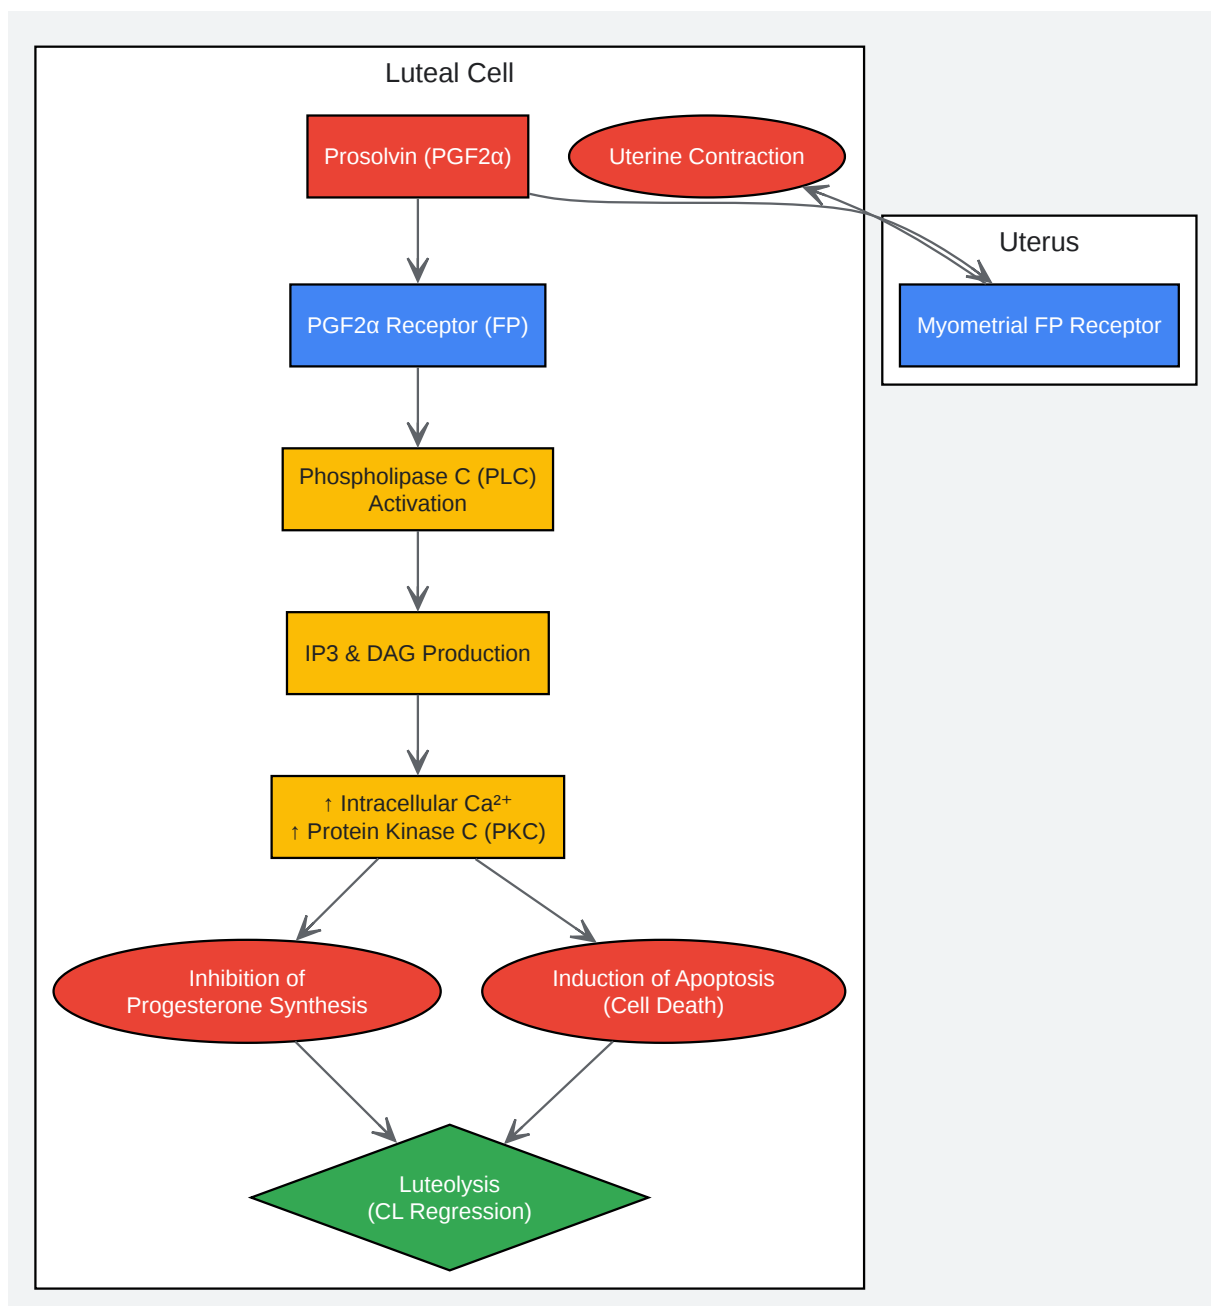 Luteal Cell
Prosolvin (PGF2α)
Uterine Contraction
Uterus
PGF2α Receptor (FP)
Myometrial FP Receptor
Phospholipase C (PLC)
Activation
IP3 & DAG Production
↑ Intracellular Ca²⁺
↑ Protein Kinase C (PKC)
Inhibition of
Progesterone Synthesis
Induction of Apoptosis
(Cell Death)
Luteolysis
(CL Regression)